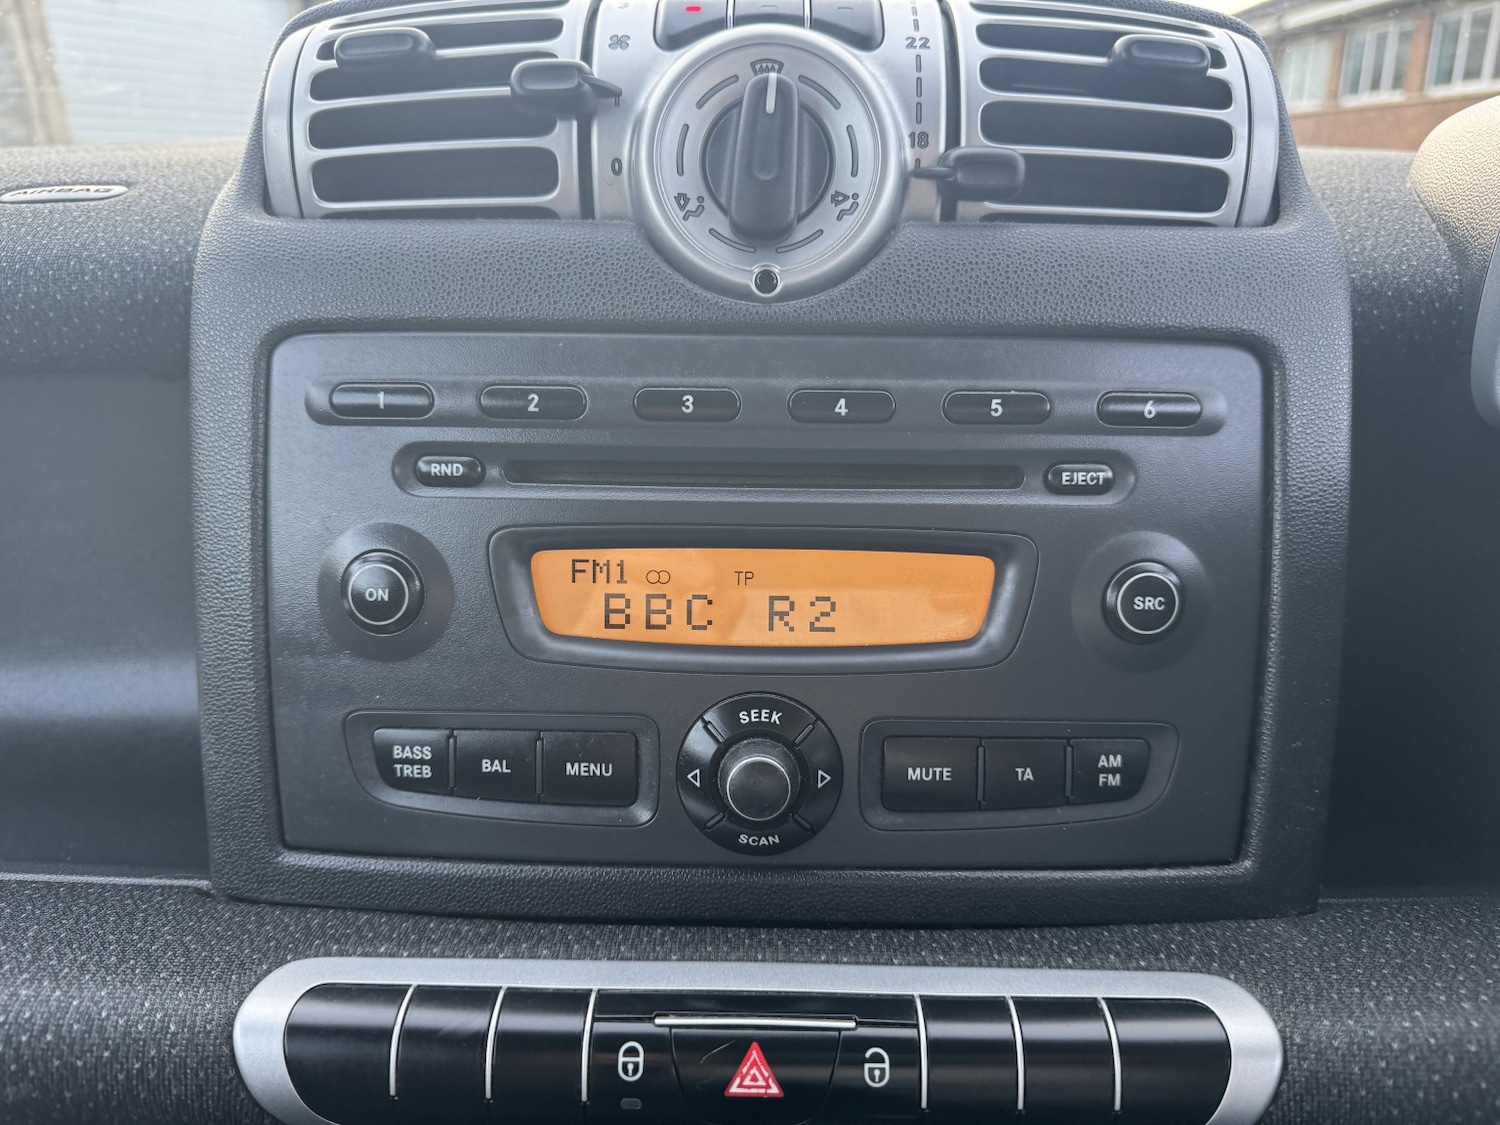 22
18
0
AIRBAG
1 2 3 4 5 6
RND EJECT
FM1 TP
BBC R2
ON
SRC
SEEK
BASS
TREB
BAL
MENU
SCAN
MUTE
TA
AM
FM